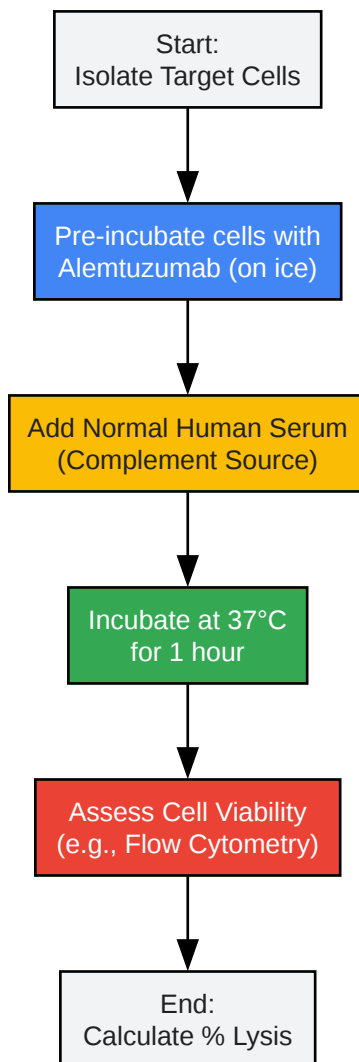 Start:
Isolate Target Cells
Pre-incubate cells with
Alemtuzumab (on ice)
Add Normal Human Serum
(Complement Source)
Incubate at 37°C
for 1 hour
Assess Cell Viability
(e.g., Flow Cytometry)
End:
Calculate % Lysis